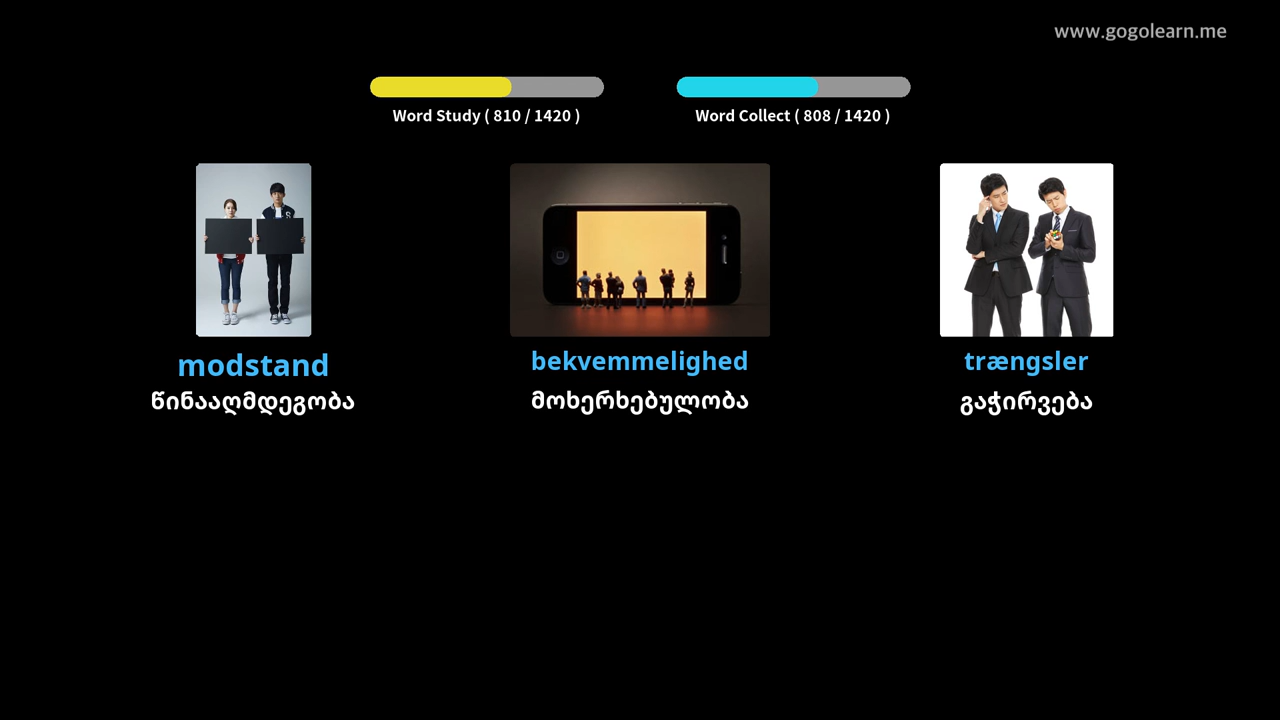 www.gogolearn.me
Word Study ( 810 / 1420 )
Word Collect ( 808 / 1420 )
modstand
წინააღმდეგობა
bekvemmelighed
მოხერხებულობა
trængsler
გაჭირვება